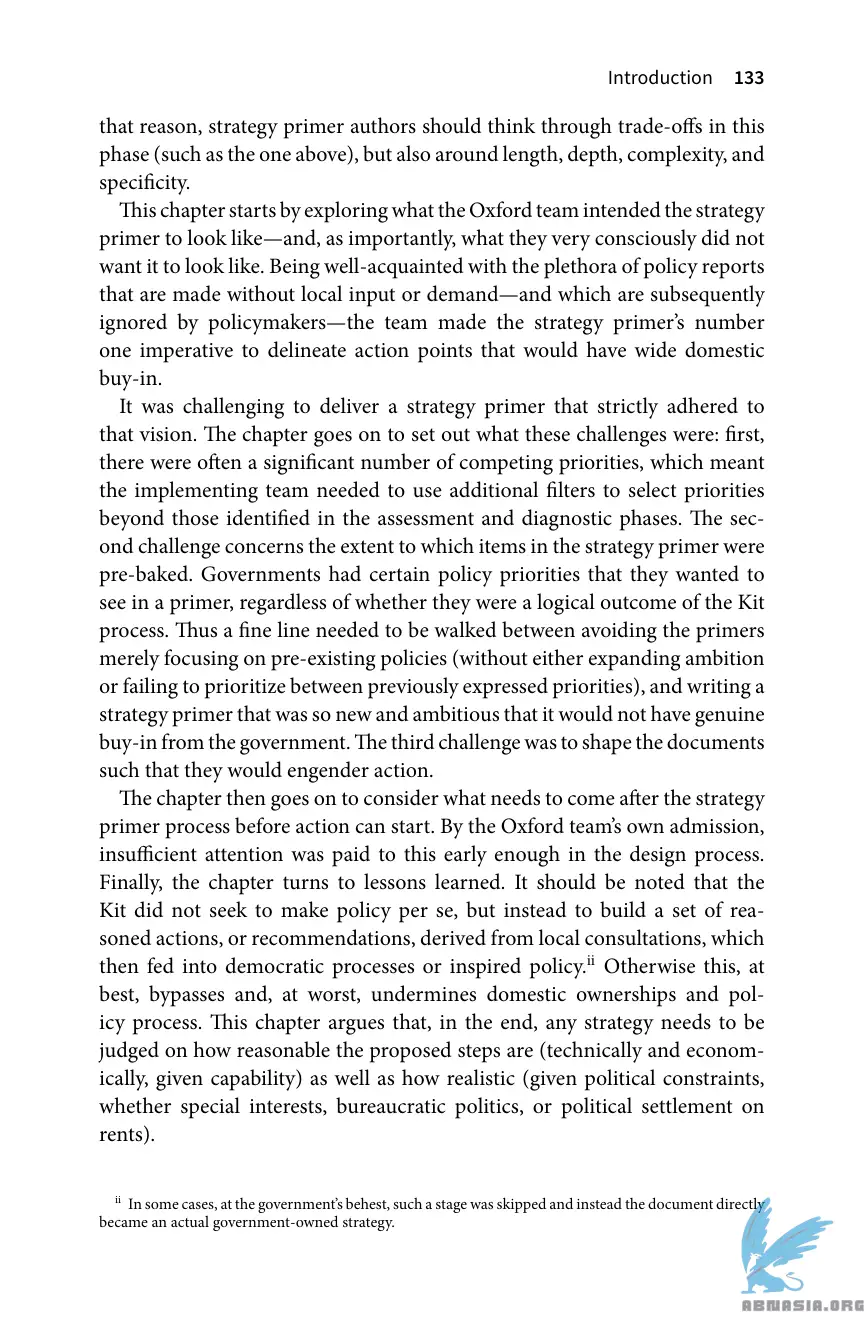 Introduction 133
that reason, strategy primer authors should think through trade-offs in this
phase (such as the one above), but also around length, depth, complexity, and
specificity.
This chapter starts by exploring what the Oxford team intended the strategy
primer to look like—and, as importantly, what they very consciously did not
want it to look like. Being well-acquainted with the plethora of policy reports
that are made without local input or demand—and which are subsequently
ignored by policymakers—the team made the strategy primer’s number
one imperative to delineate action points that would have wide domestic
buy-in.
It was challenging to deliver a strategy primer that strictly adhered to
that vision. The chapter goes on to set out what these challenges were: first,
there were often a significant number of competing priorities, which meant
the implementing team needed to use additional filters to select priorities
beyond those identified in the assessment and diagnostic phases. The sec-
ond challenge concerns the extent to which items in the strategy primer were
pre-baked. Governments had certain policy priorities that they wanted to
see in a primer, regardless of whether they were a logical outcome of the Kit
process. Thus a fine line needed to be walked between avoiding the primers
merely focusing on pre-existing policies (without either expanding ambition
or failing to prioritize between previously expressed priorities), and writing a
strategy primer that was so new and ambitious that it would not have genuine
buy-in from the government. The third challenge was to shape the documents
such that they would engender action.
The chapter then goes on to consider what needs to come after the strategy
primer process before action can start. By the Oxford team’s own admission,
insufficient attention was paid to this early enough in the design process.
Finally, the chapter turns to lessons learned. It should be noted that the
Kit did not seek to make policy per se, but instead to build a set of rea-
soned actions, or recommendations, derived from local consultations, which
then fed into democratic processes or inspired policy.ii Otherwise this, at
best, bypasses and, at worst, undermines domestic ownerships and pol-
icy process. This chapter argues that, in the end, any strategy needs to be
judged on how reasonable the proposed steps are (technically and econom-
ically, given capability) as well as how realistic (given political constraints,
whether special interests, bureaucratic politics, or political settlement on
rents).
ii In some cases, at the government’s behest, such a stage was skipped and instead the document directly
became an actual government-owned strategy.
ABNASIA.ORG